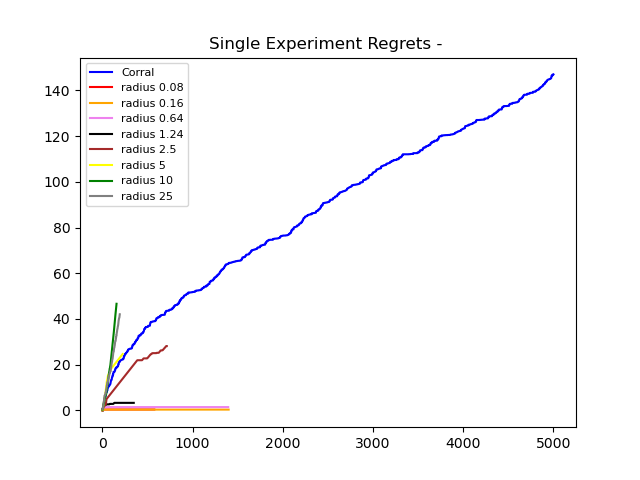 Single Experiment Regrets -
Corral
radius 0.08
radius 0.16
radius 0.64
radius 1.24
radius 2.5
radius 5
radius 10
radius 25
140
120
100
80
60
40
20
0
0 1000 2000 3000 4000 5000